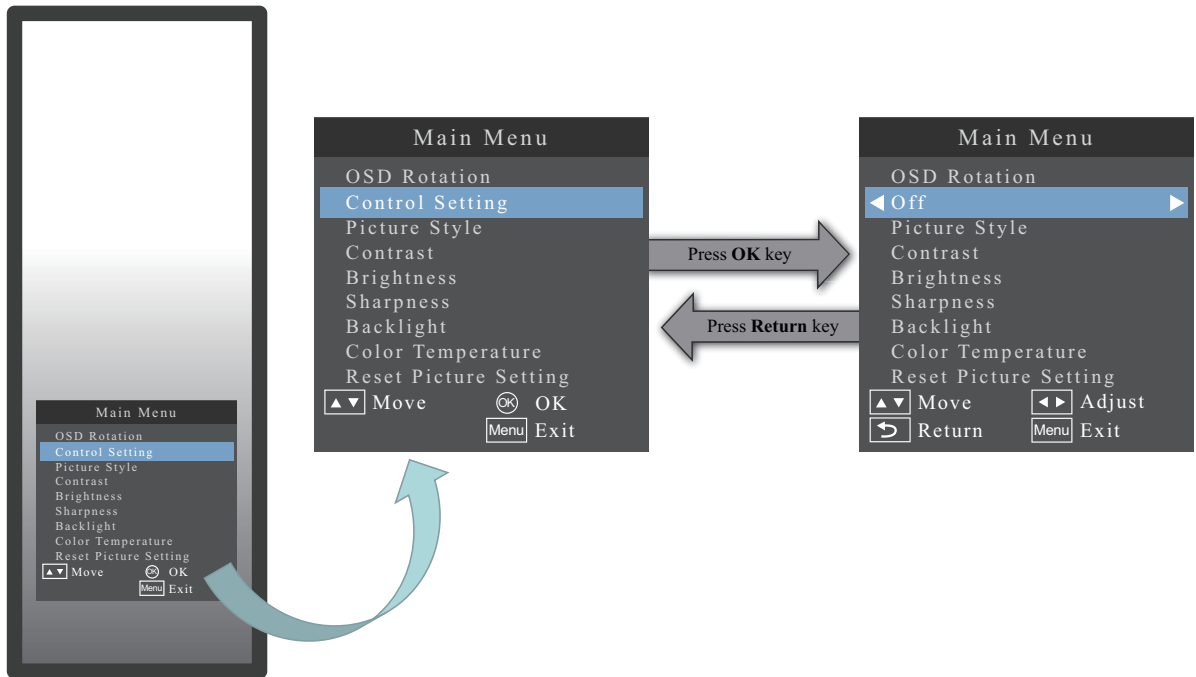 Main Menu
OSD Rotation
Control Setting
Picture Style
Contrast
Brightness
Sharpness
Backlight
Color Temperature
Reset Picture Setting
▲▼ Move OK OK
Menu Exit
Main Menu
OSD Rotation
Control Setting
Picture Style
Contrast
Brightness
Sharpness
Backlight
Color Temperature
Reset Picture Setting
▲▼ Move OK OK
Menu Exit
Press OK key
Press Return key
Main Menu
OSD Rotation
◀ Off ▶
Picture Style
Contrast
Brightness
Sharpness
Backlight
Color Temperature
Reset Picture Setting
▲▼ Move ◀▶ Adjust
Return Menu Exit